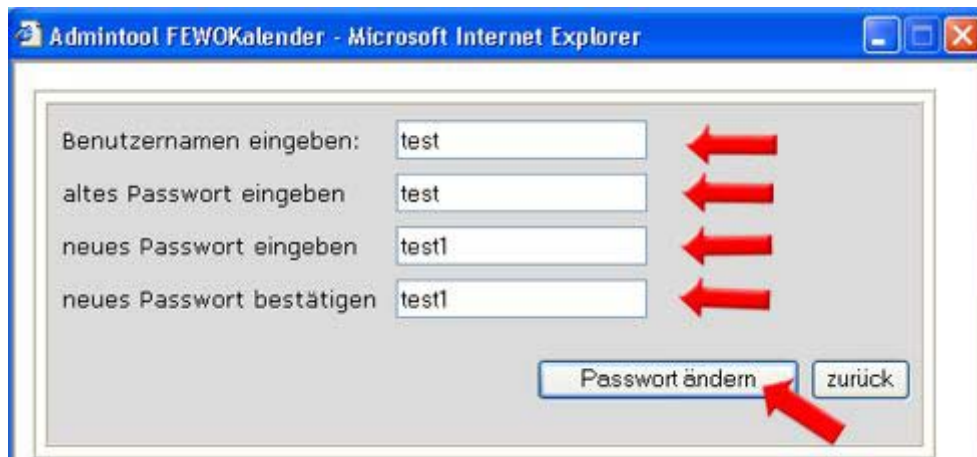 Admintool FEWOKalender - Microsoft Internet Explorer
Benutzernamen eingeben: test
altes Passwort eingeben test
neues Passwort eingeben test1
neues Passwort bestätigen test1
Passwort ändern zurück